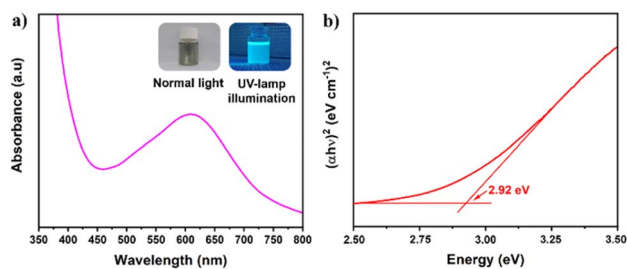 a)
Normal light
UV-lamp
illumination
Absorbance (a.u)
350 400 450 500 550 600 650 700 750 800
Wavelength (nm)
b)
(αhν)² (eV cm⁻¹)²
2.92 eV
2.50 2.75 3.00 3.25 3.50
Energy (eV)